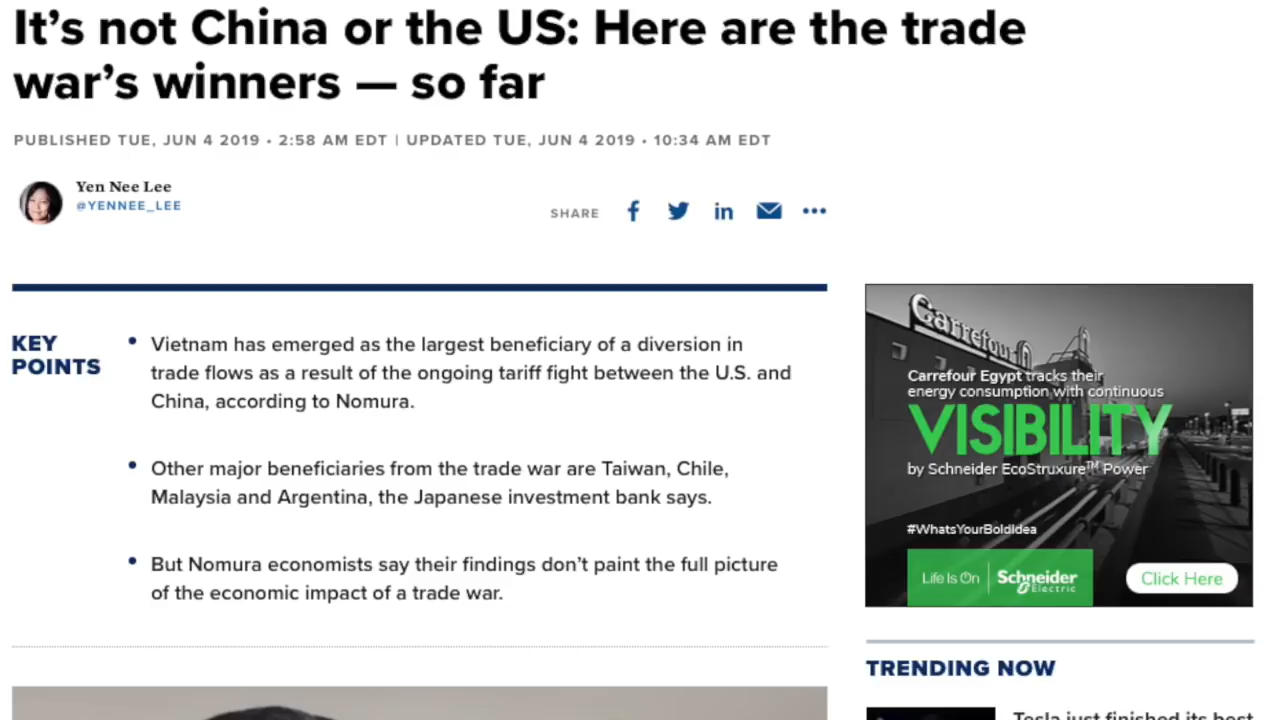 It’s not China or the US: Here are the trade
war’s winners — so far
PUBLISHED TUE, JUN 4 2019 • 2:58 AM EDT | UPDATED TUE, JUN 4 2019 • 10:34 AM EDT
Yen Nee Lee
@YENNEE_LEE
SHARE
KEY
POINTS
• Vietnam has emerged as the largest beneficiary of a diversion in
trade flows as a result of the ongoing tariff fight between the U.S. and
China, according to Nomura.
• Other major beneficiaries from the trade war are Taiwan, Chile,
Malaysia and Argentina, the Japanese investment bank says.
• But Nomura economists say their findings don’t paint the full picture
of the economic impact of a trade war.
Carrefour
Carrefour Egypt tracks their
energy consumption with continuous
VISIBILITY
by Schneider EcoStruxure™ Power
#WhatsYourBoldIdea
Life Is On | Schneider
Electric
Click Here
TRENDING NOW
Tesla just finished its best